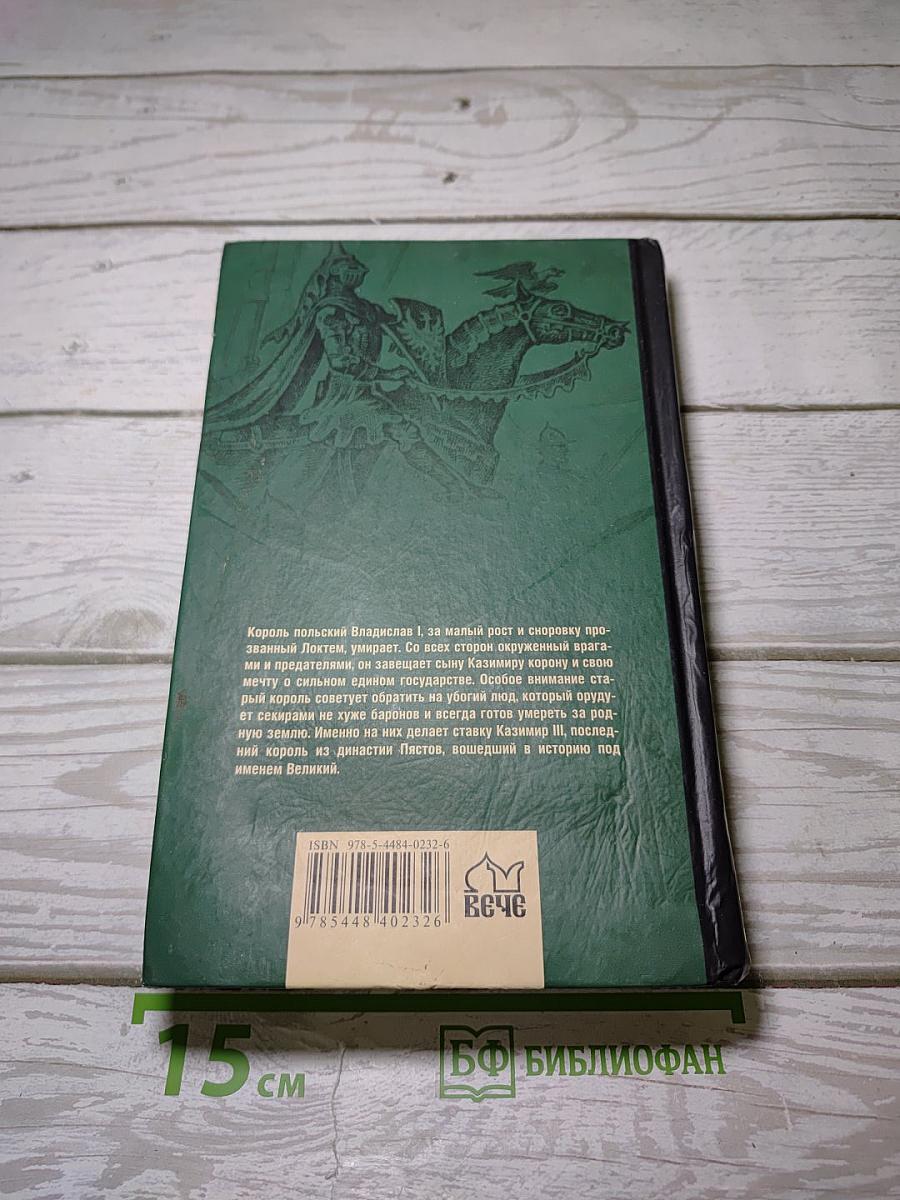 Король польский Владислав I, за малый рост и сноровку про-
званный Локтем, умирает. Со всех сторон окруженный врага-
ми и предателями, он завещает сыну Казимиру корону и свою
мечту о сильном едином государстве. Особое внимание ста-
рый король советует обратить на убогий люд, который оруду-
ет секирами не хуже баронов и всегда готов умереть за род-
ную землю. Именно на них делает ставку Казимир III, послед-
ний король из династии Пястов, вошедший в историю под
именем Великий.
ISBN 978-5-4484-0232-6
9 785448 402326
ВЕЧЕ
15 см
БФ БИБЛИОФАН